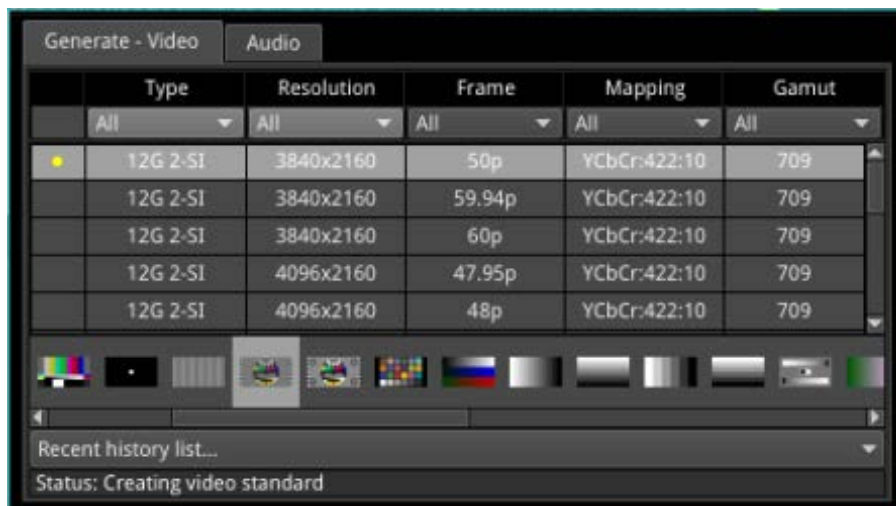 Generate - Video Audio
Type Resolution Frame Mapping Gamut
All All All All All
12G 2-SI 3840x2160 50p YCbCr:422:10 709
12G 2-SI 3840x2160 59.94p YCbCr:422:10 709
12G 2-SI 3840x2160 60p YCbCr:422:10 709
12G 2-SI 4096x2160 47.95p YCbCr:422:10 709
12G 2-SI 4096x2160 48p YCbCr:422:10 709
Recent history list...
Status: Creating video standard